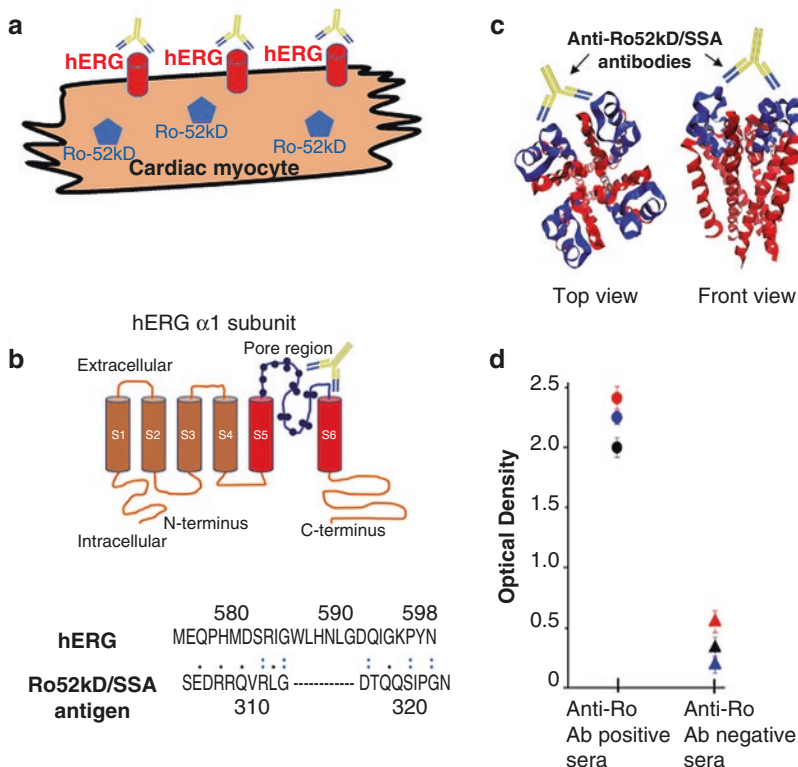 a
hERG hERG hERG
Ro-52kD Ro-52kD Ro-52kD
Cardiac myocyte
b
hERG α1 subunit
Extracellular
Pore region
S1 S2 S3 S4 S5 S6
N-terminus
Intracellular
C-terminus
580 590 598
hERG MEQPHMDSRIGWLHNLGDQIGKPYN
Ro52kD/SSA SEDRRQVRLG ------------ DTQQSIPGN
antigen 310 320
c
Anti-Ro52kD/SSA
antibodies
Top view Front view
d
Optical Density
2.5
2.0
1.5
1.0
0.5
0
Anti-Ro Anti-Ro
Ab positive Ab negative
sera sera